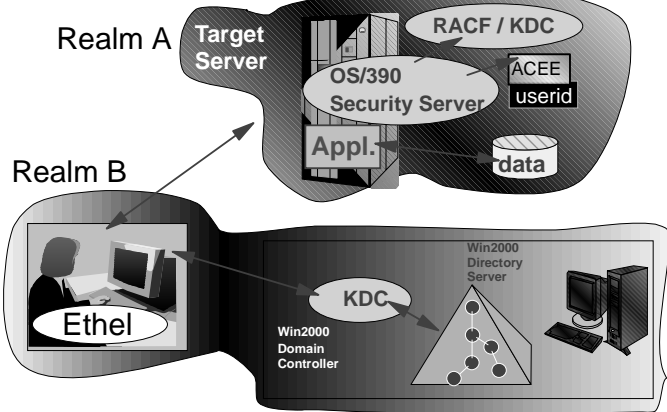 Realm A
Target
Server
RACF / KDC
OS/390
Security Server
ACEE
userid
Appl.
data
Realm B
Ethel
KDC
Win2000
Domain
Controller
Win2000
Directory
Server